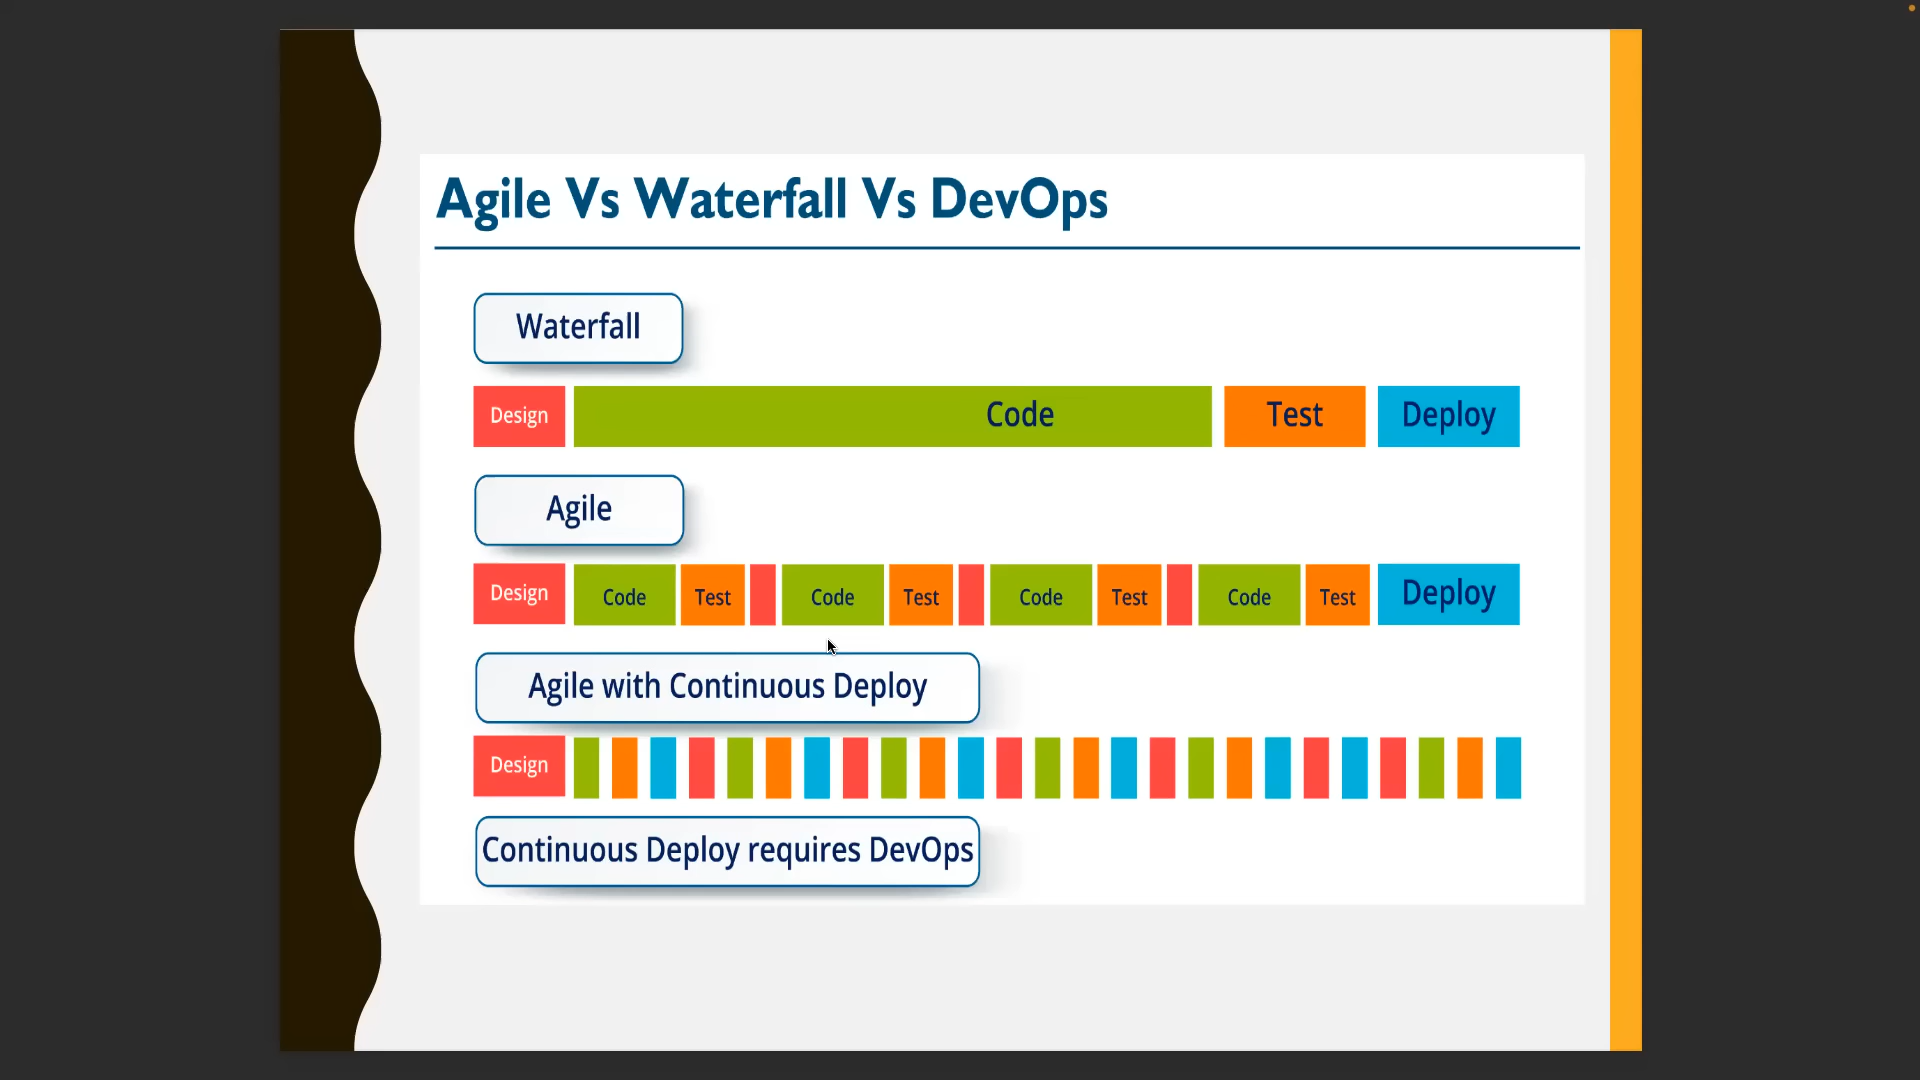 Agile Vs Waterfall Vs DevOps
Waterfall
Design Code Test Deploy
Agile
Design Code Test Code Test Code Test Code Test Deploy
Agile with Continuous Deploy
Design
Continuous Deploy requires DevOps